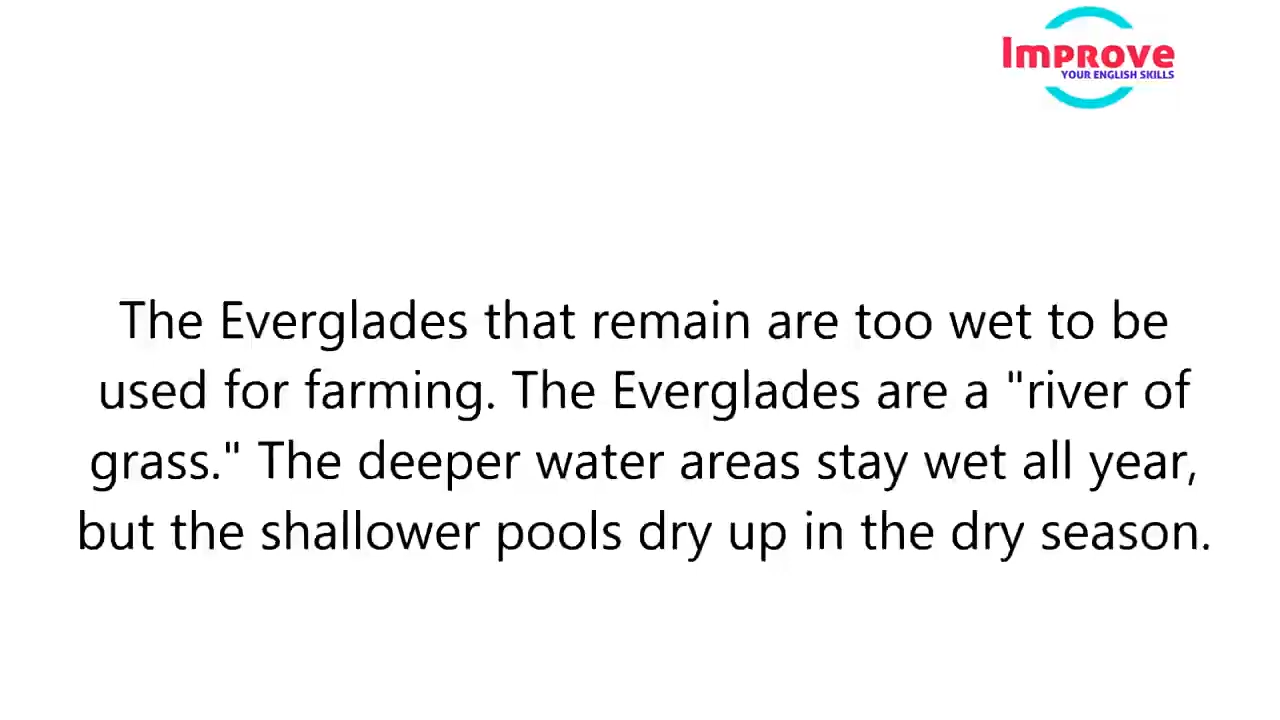 Improve
YOUR ENGLISH SKILLS
The Everglades that remain are too wet to be
used for farming. The Everglades are a "river of
grass." The deeper water areas stay wet all year,
but the shallower pools dry up in the dry season.